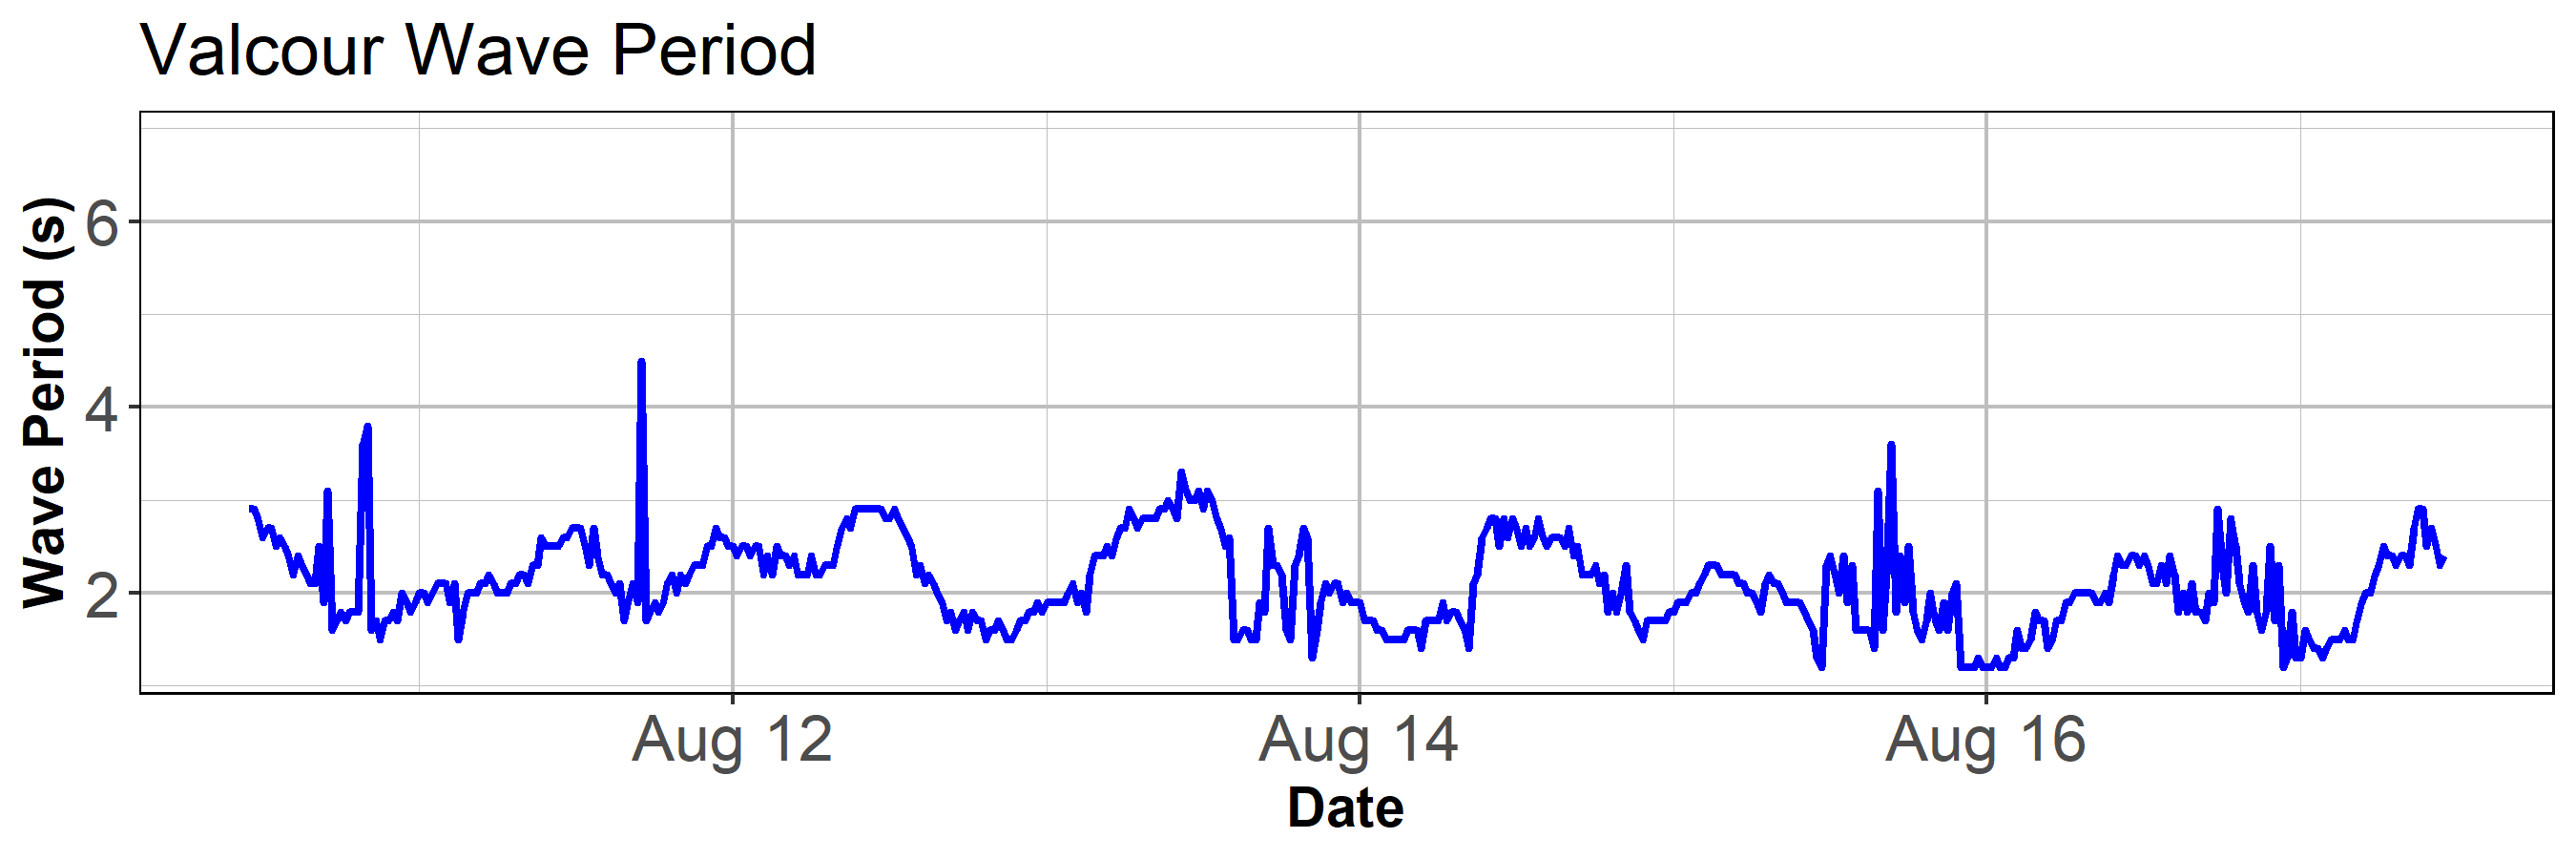 Valcour Wave Period
Wave Period (s)
6
4
2
Aug 12
Aug 14
Aug 16
Date